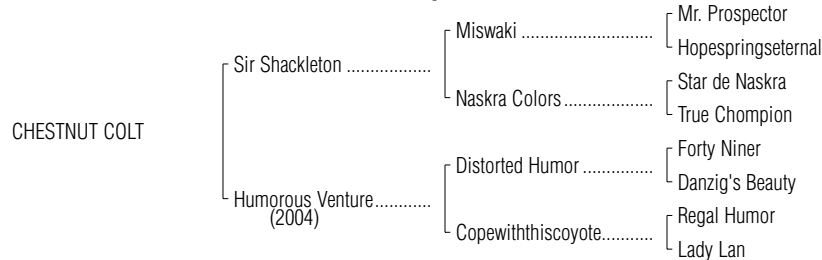 Mr. Prospector
Miswaki ............................
Hopespringseternal
Sir Shackleton ..................
Star de Naskra
Naskra Colors...................
True Chompion
CHESTNUT COLT
Forty Niner
Distorted Humor ...............
Danzig's Beauty
Humorous Venture............
(2004)
Regal Humor
Copewiththiscoyote...........
Lady Lan